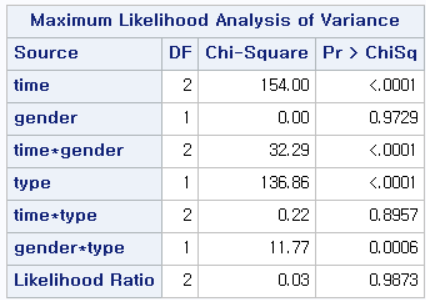 Maximum Likelihood Analysis of Variance
Source DF Chi-Square Pr > ChiSq
time 2 154.00 <.0001
gender 1 0.00 0.9729
time*gender 2 32.29 <.0001
type 1 136.86 <.0001
time*type 2 0.22 0.8957
gender*type 1 11.77 0.0006
Likelihood Ratio 2 0.03 0.9873